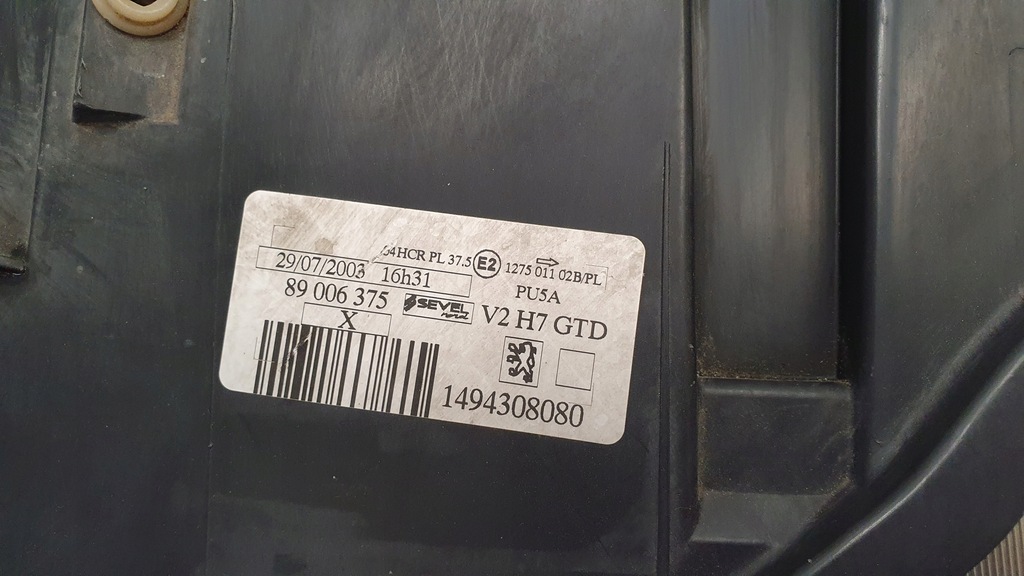 04HCR PL 37.5 E2 1275 011 02B/PL
29/07/2003 16h31
PU5A
89 006 375 SEVEL V2 H7 GTD
X
1494308080